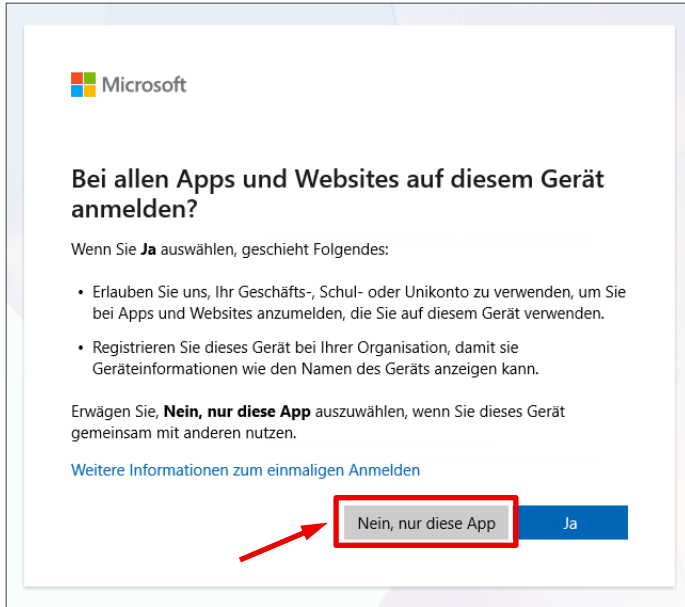 Microsoft
Bei allen Apps und Websites auf diesem Gerät
anmelden?
Wenn Sie Ja auswählen, geschieht Folgendes:
• Erlauben Sie uns, Ihr Geschäfts-, Schul- oder Unikonto zu verwenden, um Sie
bei Apps und Websites anzumelden, die Sie auf diesem Gerät verwenden.
• Registrieren Sie dieses Gerät bei Ihrer Organisation, damit sie
Geräteinformationen wie den Namen des Geräts anzeigen kann.
Erwägen Sie, Nein, nur diese App auszuwählen, wenn Sie dieses Gerät
gemeinsam mit anderen nutzen.
Weitere Informationen zum einmaligen Anmelden
Nein, nur diese App Ja